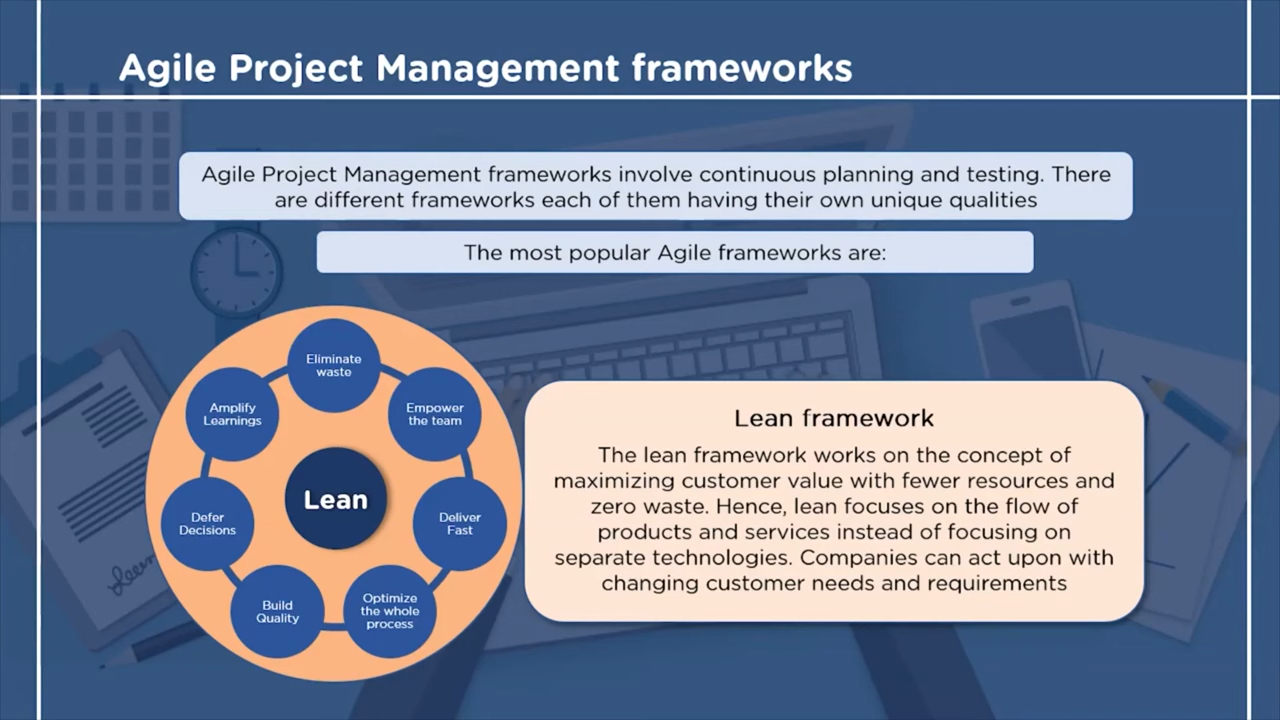 Agile Project Management frameworks
Agile Project Management frameworks involve continuous planning and testing. There
are different frameworks each of them having their own unique qualities
The most popular Agile frameworks are:
Eliminate
waste
Empower
the team
Deliver
Fast
Optimize
the whole
process
Build
Quality
Defer
Decisions
Amplify
Learnings
Lean
Lean framework
The lean framework works on the concept of
maximizing customer value with fewer resources and
zero waste. Hence, lean focuses on the flow of
products and services instead of focusing on
separate technologies. Companies can act upon with
changing customer needs and requirements